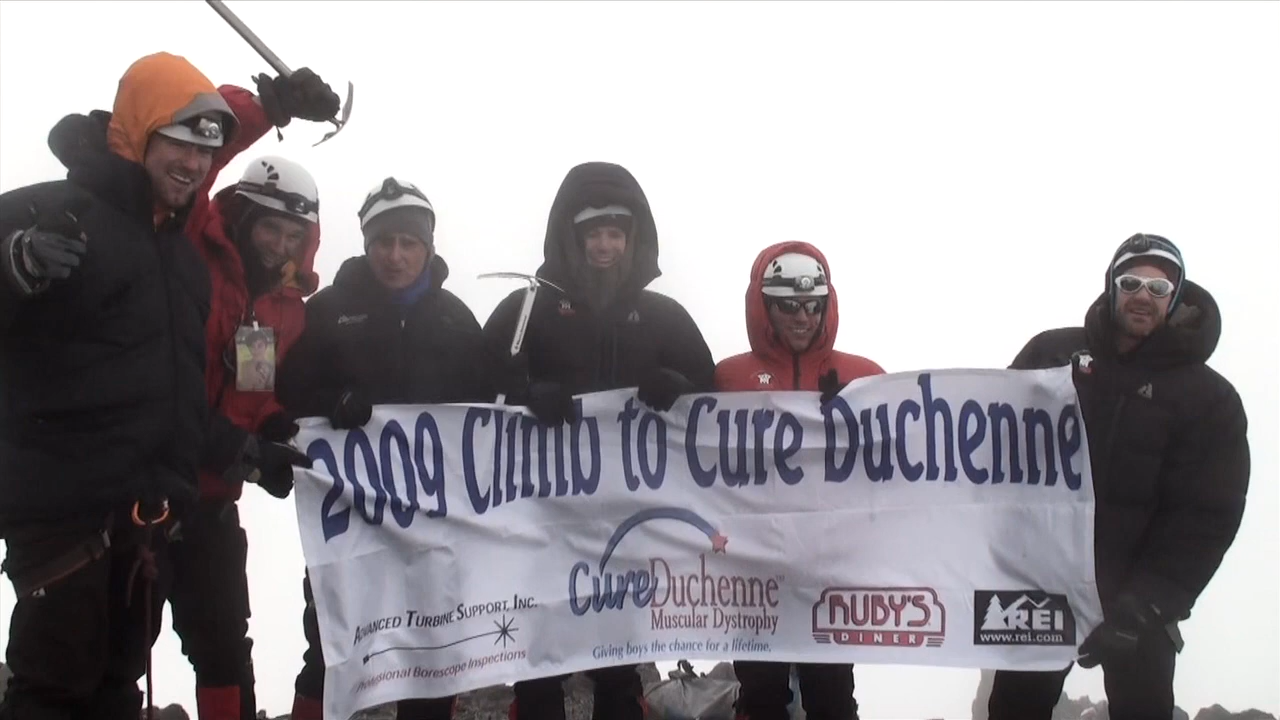 2009 Climb to Cure Duchenne
CureDuchenne™
Muscular Dystrophy
Giving boys the chance for a lifetime.
ADVANCED TURBINE SUPPORT, INC.
Professional Borescope Inspections
RUBY'S
DINER
REI
www.rei.com